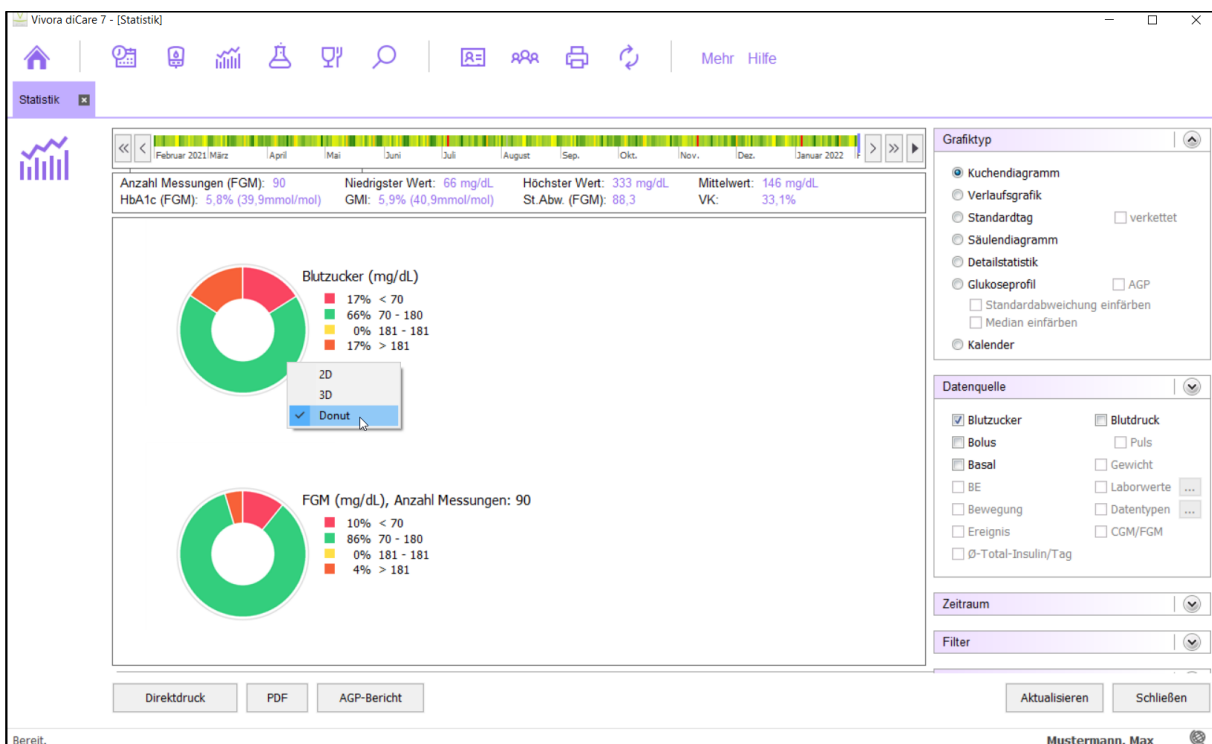 Vivora diCare 7 - [Statistik]
Mehr Hilfe
Statistik
Februar 2021 März April Mai Juni Juli August Sep. Okt. Nov. Dez. Januar 2022 F
Anzahl Messungen (FGM): 90 Niedrigster Wert: 66 mg/dL Höchster Wert: 333 mg/dL Mittelwert: 146 mg/dL
HbA1c (FGM): 5,8% (39,9mmol/mol) GMI: 5,9% (40,9mmol/mol) St.Abw. (FGM): 88,3 VK: 33,1%
Blutzucker (mg/dL)
17% < 70
66% 70 - 180
0% 181 - 181
17% > 181
2D
3D
Donut
FGM (mg/dL), Anzahl Messungen: 90
10% < 70
86% 70 - 180
0% 181 - 181
4% > 181
Grafiktyp
Kuchendiagramm
Verlaufsgrafik
Standardtag verkettet
Säulendiagramm
Detailstatistik
Glukoseprofil AGP
Standardabweichung einfärben
Median einfärben
Kalender
Datenquelle
Blutzucker Blutdruck
Bolus Puls
Basal Gewicht
BE Laborwerte ...
Bewegung Datentypen ...
Ereignis CGM/FGM
Ø-Total-Insulin/Tag
Zeitraum
Filter
Direktdruck PDF AGP-Bericht Aktualisieren Schließen
Bereit. Mustermann, Max